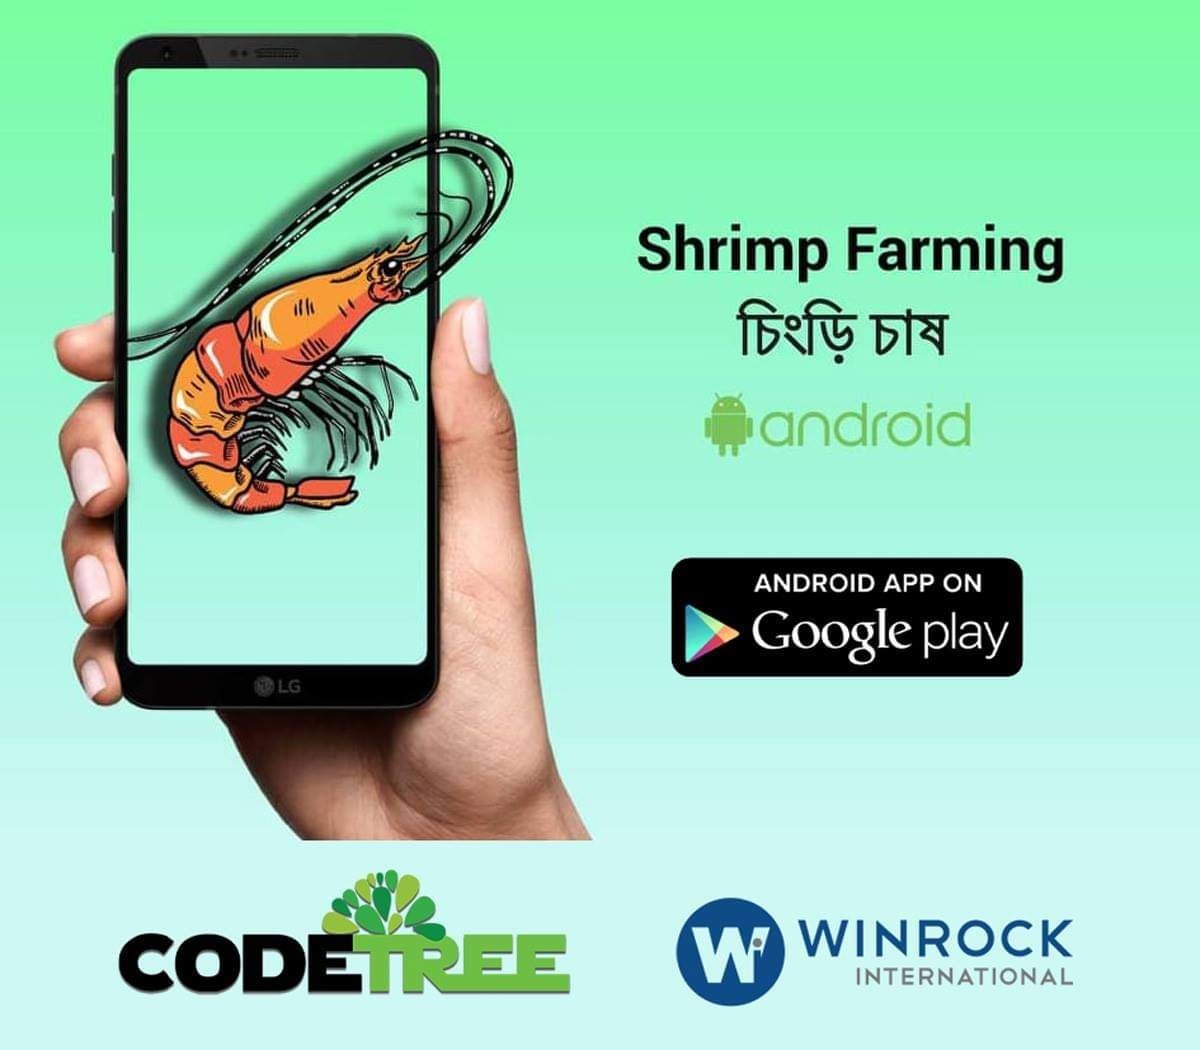 Shrimp Farming
চিংড়ি চাষ
android
ANDROID APP ON
Google play
LG
CODETREE
W WINROCK
INTERNATIONAL